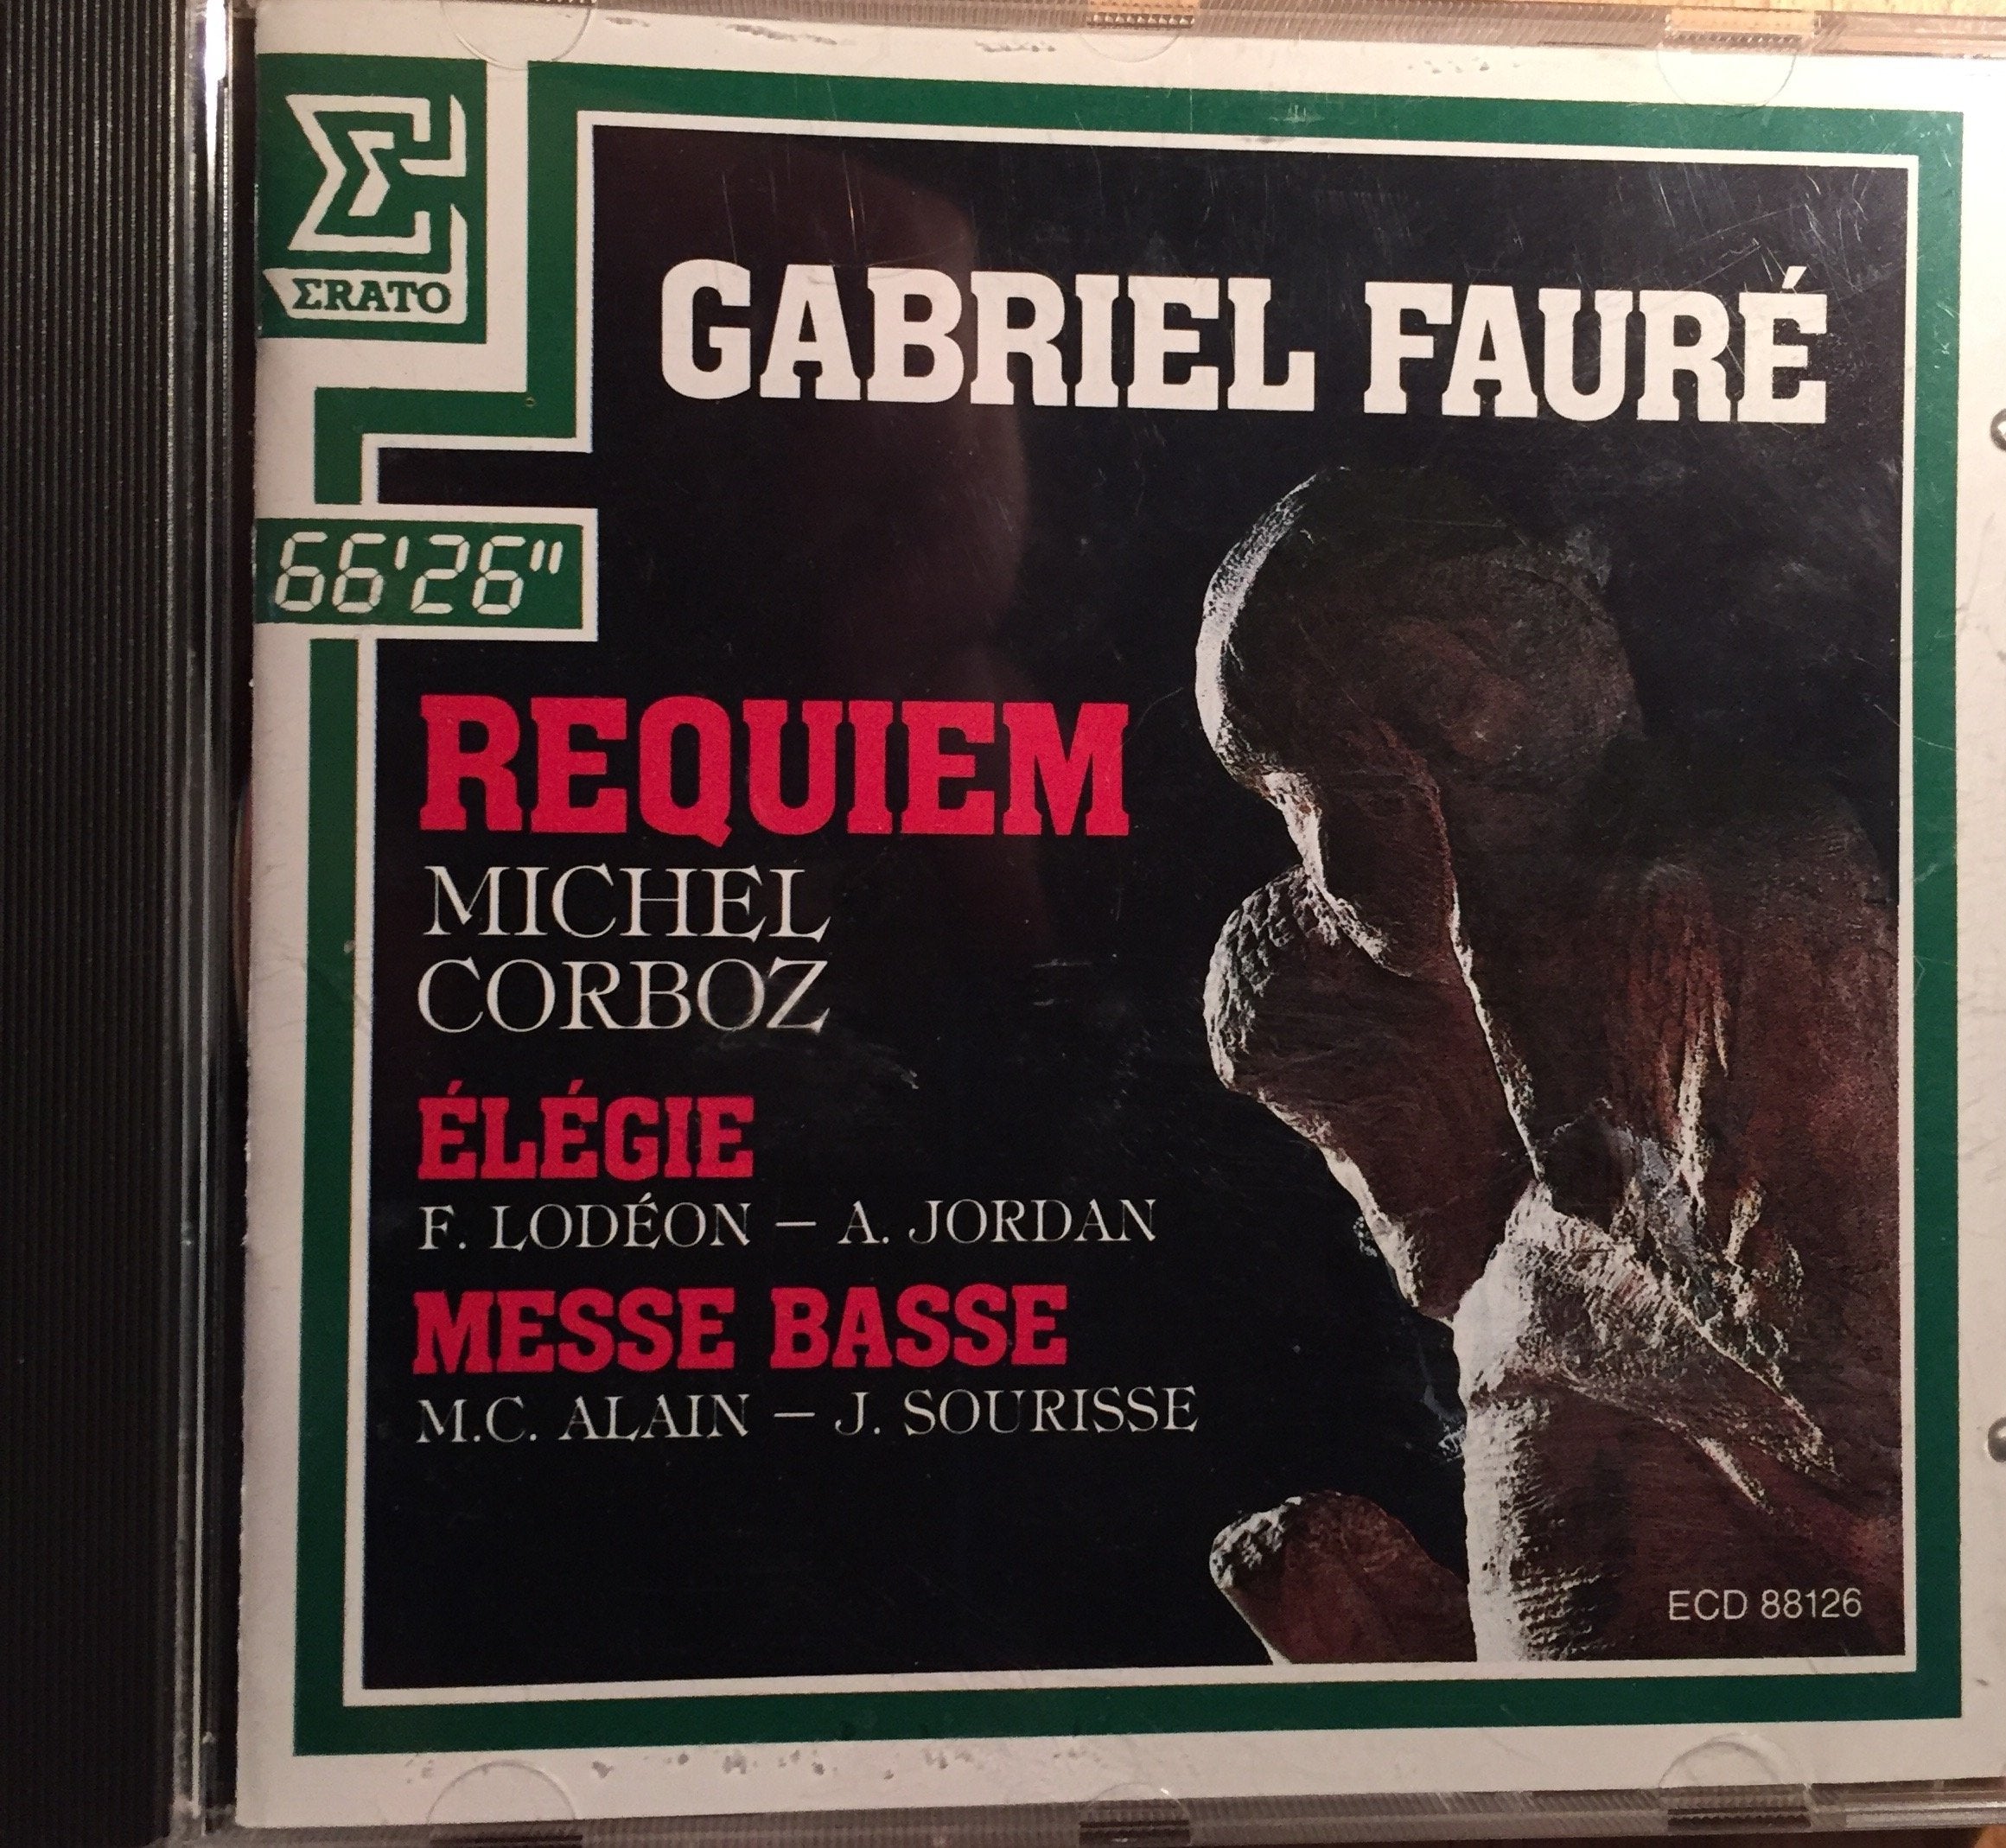 ΣRATO
GABRIEL FAURÉ
66'26"
REQUIEM
MICHEL
CORBOZ
ÉLÉGIE
F. LODÉON – A. JORDAN
MESSE BASSE
M.C. ALAIN – J. SOURISSE
ECD 88126